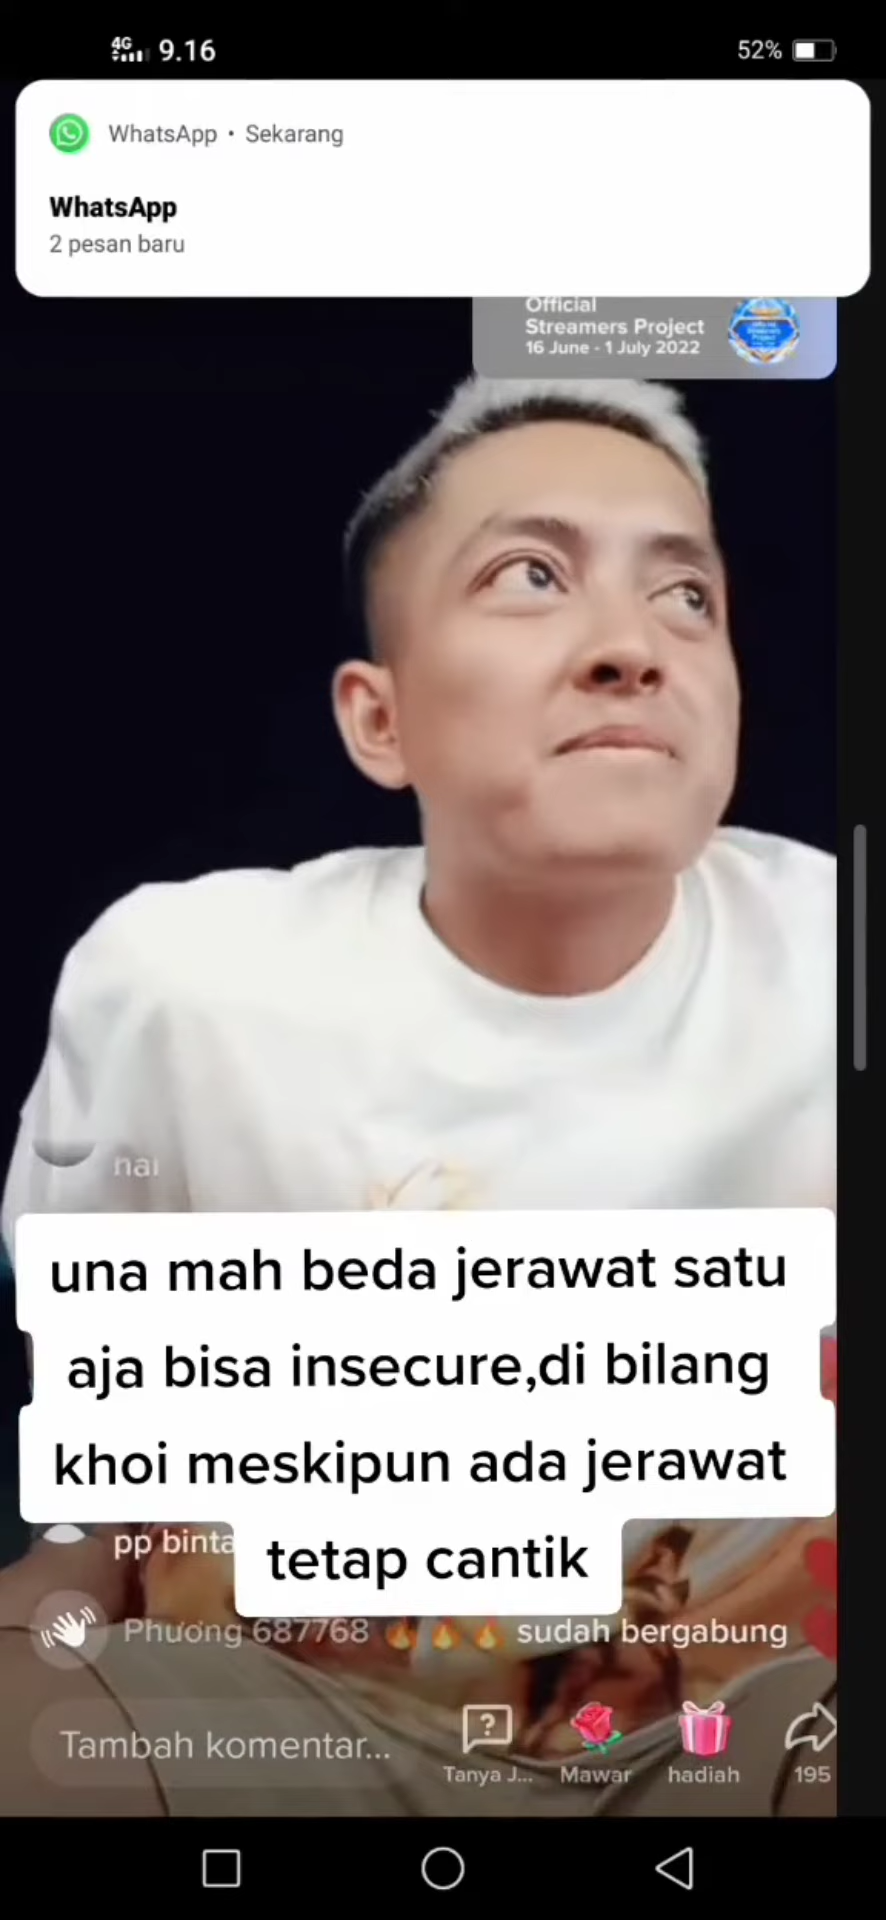 4G 9.16 52%
WhatsApp • Sekarang
WhatsApp
2 pesan baru
Official
Streamers Project
16 June - 1 July 2022
nai
una mah beda jerawat satu
aja bisa insecure,di bilang
khoi meskipun ada jerawat
tetap cantik
pp binta
Phương 687768 🔥🔥🔥 sudah bergabung
Tambah komentar...
Tanya J... Mawar hadiah 195